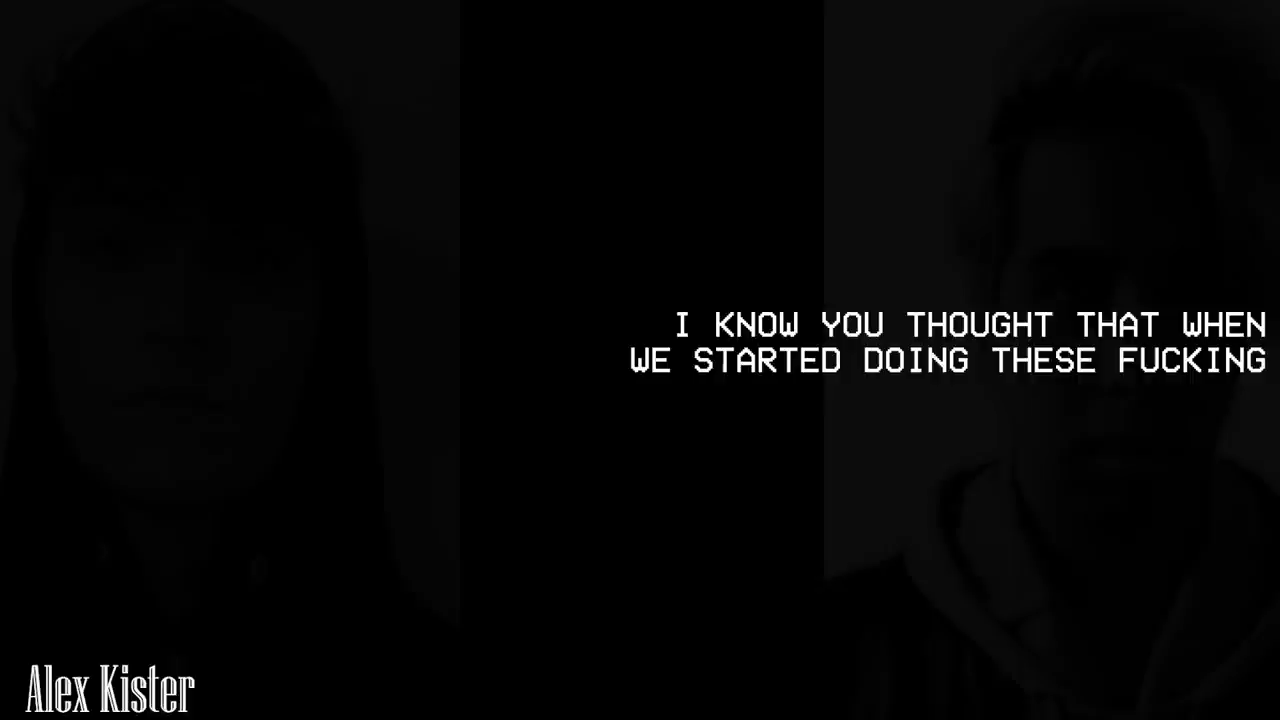 I KNOW YOU THOUGHT THAT WHEN
WE STARTED DOING THESE FUCKING
Alex Kister